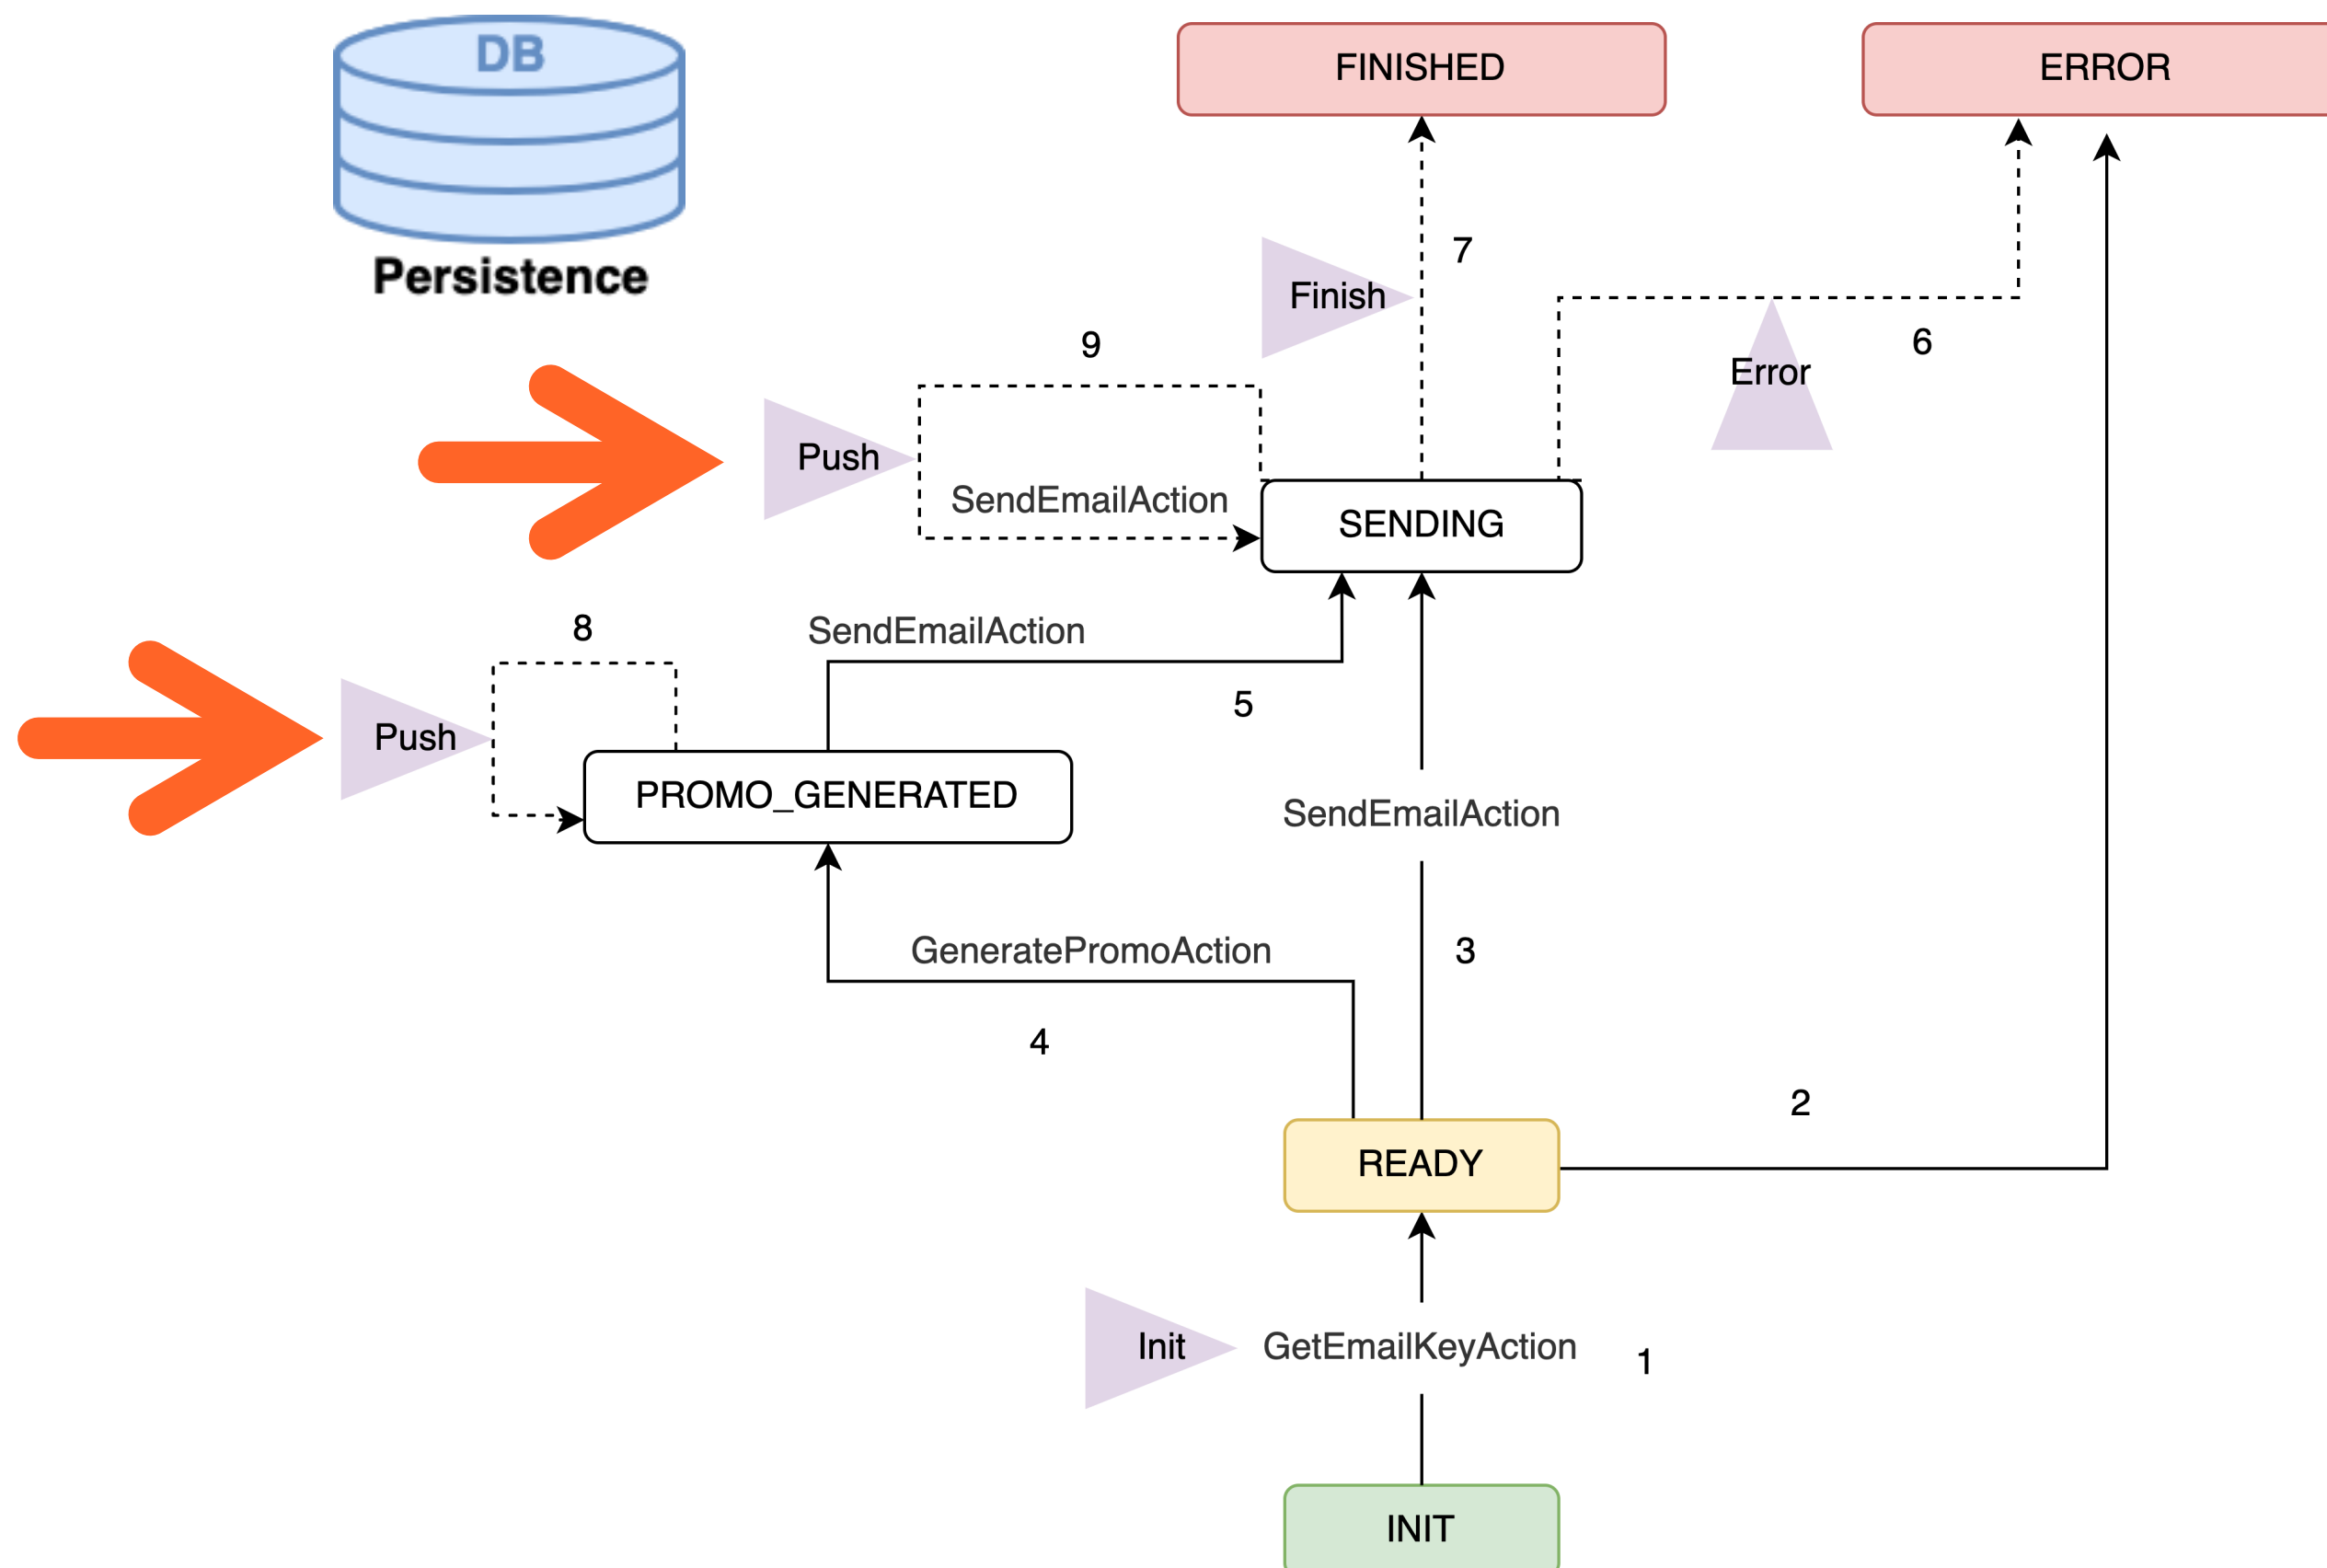 DB
FINISHED
ERROR
Persistence
7
Finish
9
6
Error
Push
SendEmailAction
SENDING
8
SendEmailAction
5
Push
PROMO_GENERATED
SendEmailAction
GeneratePromoAction
3
4
2
READY
Init
GetEmailKeyAction
1
INIT